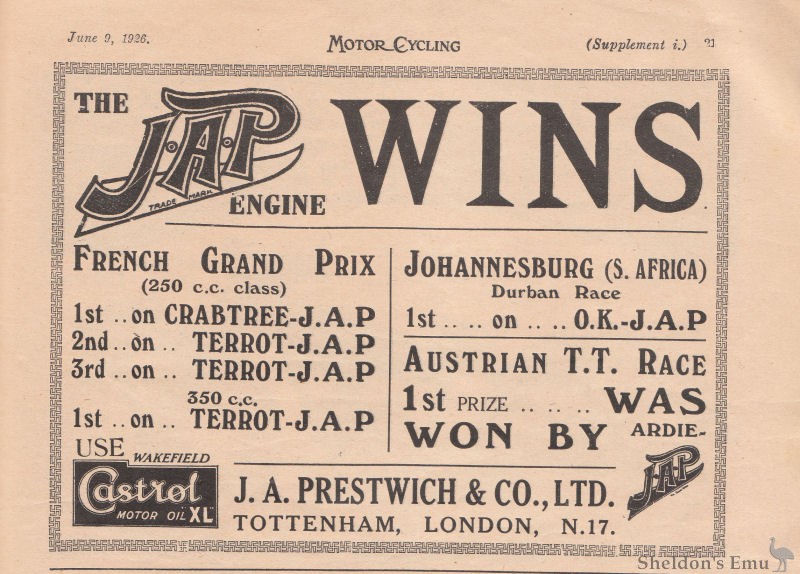 June 9, 1926.
MOTOR CYCLING
(Supplement i.) 21
THE
J·A·P
TRADE MARK
ENGINE
WINS.
FRENCH GRAND PRIX
(250 c.c. class)
1st .. on CRABTREE-J.A.P
2nd .. on .. TERROT-J.A.P
3rd .. on .. TERROT-J.A.P
350 c.c.
1st .. on .. TERROT-J.A.P
JOHANNESBURG (S. AFRICA)
Durban Race
1st .. .. on .. .. O.K.-J.A.P
AUSTRIAN T.T. RACE
1st PRIZE .. .. .. WAS
WON BY ARDIE-
J·A·P
USE
WAKEFIELD
Castrol
MOTOR OIL XL
J. A. PRESTWICH & CO., LTD.
TOTTENHAM, LONDON, N.17.
Sheldon's Emu